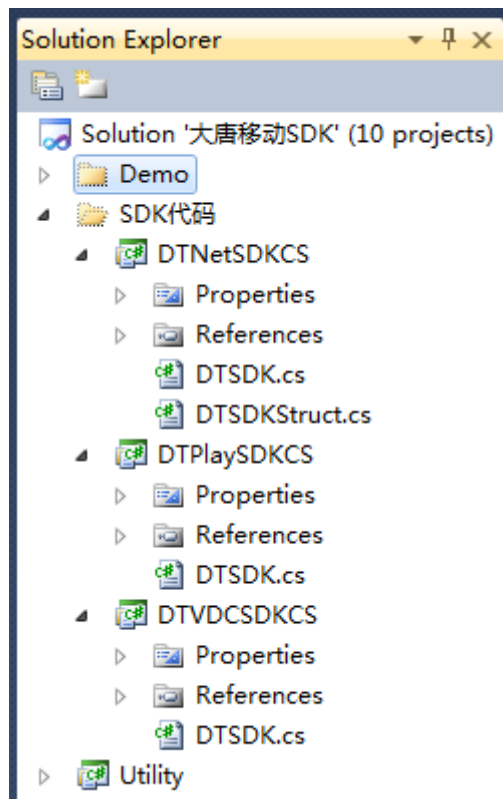 Solution Explorer
Solution '大唐移动SDK' (10 projects)
Demo
SDK代码
DTNetSDKCS
Properties
References
DTSDK.cs
DTSDKStruct.cs
DTPlaySDKCS
Properties
References
DTSDK.cs
DTVDCSDKCS
Properties
References
DTSDK.cs
Utility